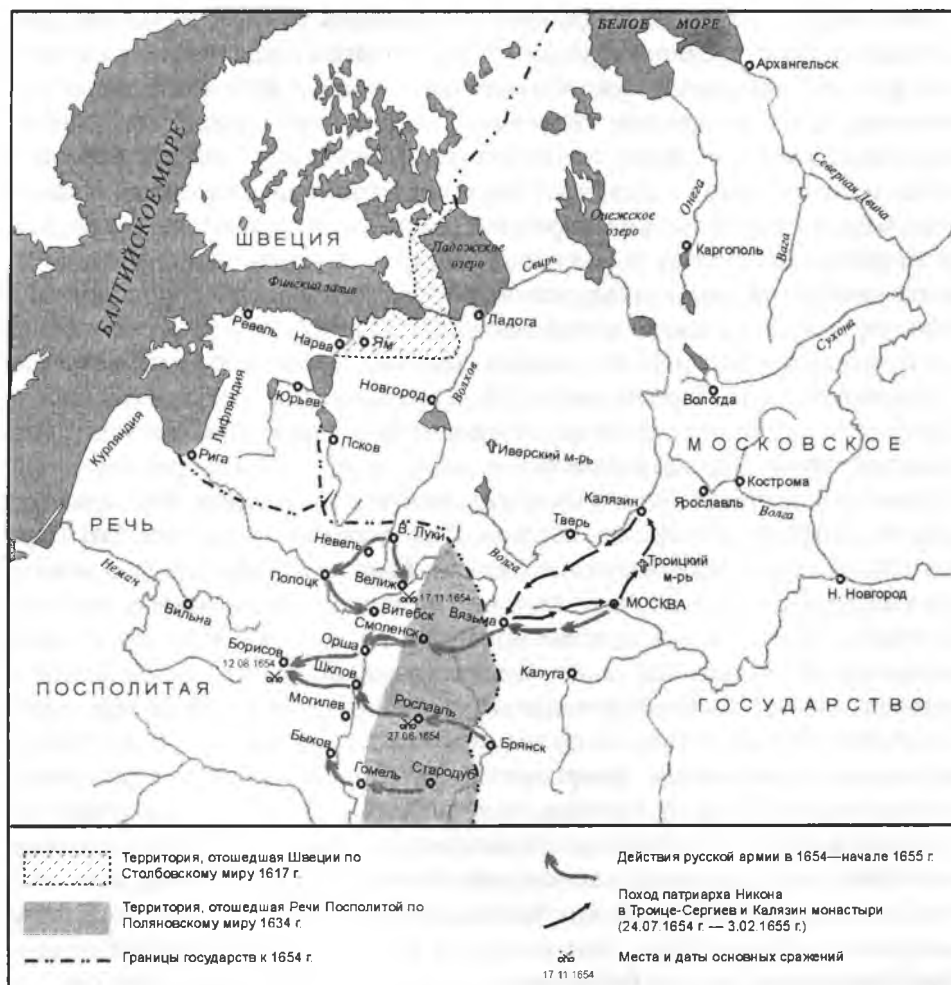 БЕЛОЕ МОРЕ
Архангельск
БАЛТИЙСКОЕ МОРЕ
ШВЕЦИЯ
Ладожское
озеро
Онежское
озеро
Онега
Северная Двина
Вага
Каргополь
Свирь
Финский залив
Ревель
Нарва
Ям
Ладога
Сухона
Новгород
Волхов
Вологда
Юрьев
Лифляндия
Курляндия
Рига
Псков
Иверский м-рь
МОСКОВСКОЕ
Кострома
Ярославль
Волга
Калязин
Тверь
РЕЧЬ
В. Луки
Невель
Волга
Троицкий
м-рь
Неман
Полоцк
Велиж
17.11.1654
Вильна
Витебск
Вязьма
МОСКВА
Н. Новгород
Смоленск
Орша
Борисов
12 08 1654
Шклов
Калуга
ПОСПОЛИТАЯ
Могилев
Рославль
27 06 1654
ГОСУДАРСТВО
Быхов
Брянск
Гомель
Стародуб
Территория, отошедшая Швеции по
Столбовскому миру 1617 г.
Территория, отошедшая Речи Посполитой по
Поляновскому миру 1634 г.
Границы государств к 1654 г.
Действия русской армии в 1654—начале 1655 г.
Поход патриарха Никона
в Троице-Сергиев и Калязин монастыри
(24.07.1654 г. — 3.02.1655 г.)
Места и даты основных сражений
17 11 1654